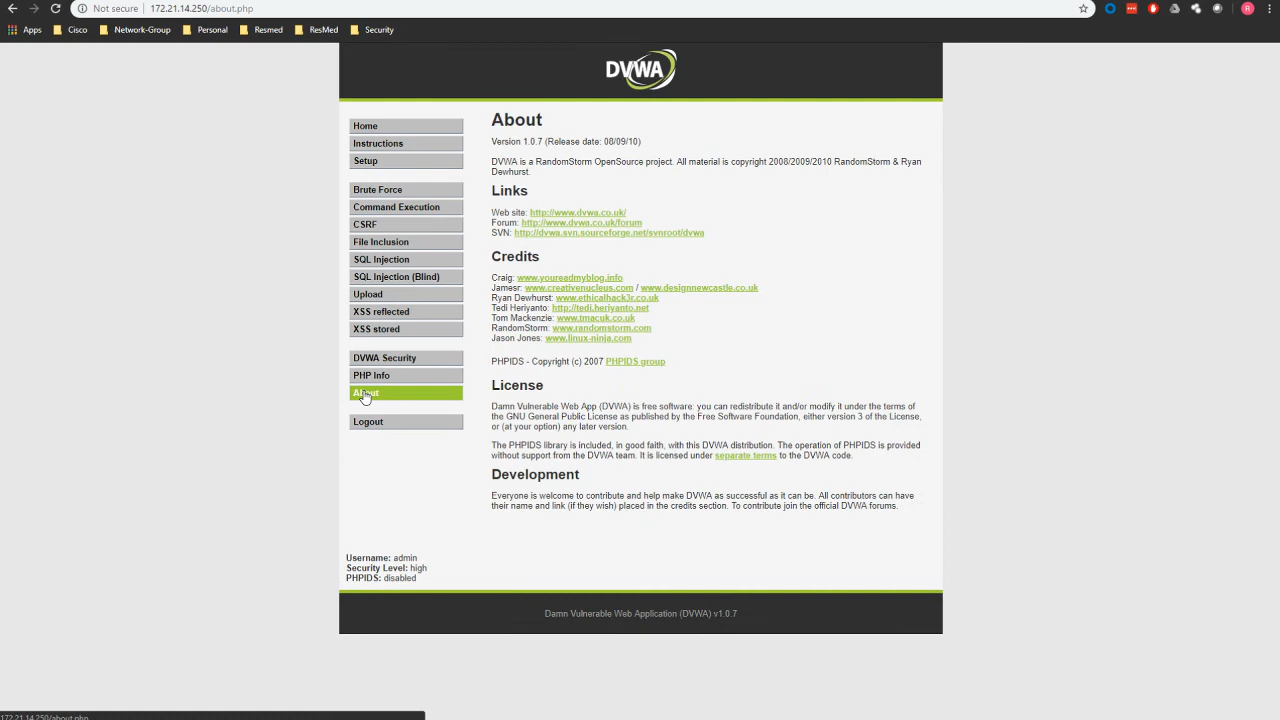 Not secure | 172.21.14.250/about.php
Apps Cisco Network-Group Personal Resmed ResMed Security
R
DVWA
Home
Instructions
Setup
Brute Force
Command Execution
CSRF
File Inclusion
SQL Injection
SQL Injection (Blind)
Upload
XSS reflected
XSS stored
DVWA Security
PHP Info
About
Logout
About
Version 1.0.7 (Release date: 08/09/10)
DVWA is a RandomStorm OpenSource project. All material is copyright 2008/2009/2010 RandomStorm & Ryan
Dewhurst.
Links
Web site: http://www.dvwa.co.uk/
Forum: http://www.dvwa.co.uk/forum
SVN: http://dvwa.svn.sourceforge.net/svnroot/dvwa
Credits
Craig: www.youreadmyblog.info
Jamesr: www.creativenucleus.com / www.designnewcastle.co.uk
Ryan Dewhurst: www.ethicalhack3r.co.uk
Tedi Heriyanto: http://tedi.heriyanto.net
Tom Mackenzie: www.tmacuk.co.uk
RandomStorm: www.randomstorm.com
Jason Jones: www.linux-ninja.com
PHPIDS - Copyright (c) 2007 PHPIDS group
License
Damn Vulnerable Web App (DVWA) is free software: you can redistribute it and/or modify it under the terms of
the GNU General Public License as published by the Free Software Foundation, either version 3 of the License,
or (at your option) any later version.
The PHPIDS library is included, in good faith, with this DVWA distribution. The operation of PHPIDS is provided
without support from the DVWA team. It is licensed under separate terms to the DVWA code.
Development
Everyone is welcome to contribute and help make DVWA as successful as it can be. All contributors can have
their name and link (if they wish) placed in the credits section. To contribute join the official DVWA forums.
Username: admin
Security Level: high
PHPIDS: disabled
Damn Vulnerable Web Application (DVWA) v1.0.7
172.21.14.250/about.php